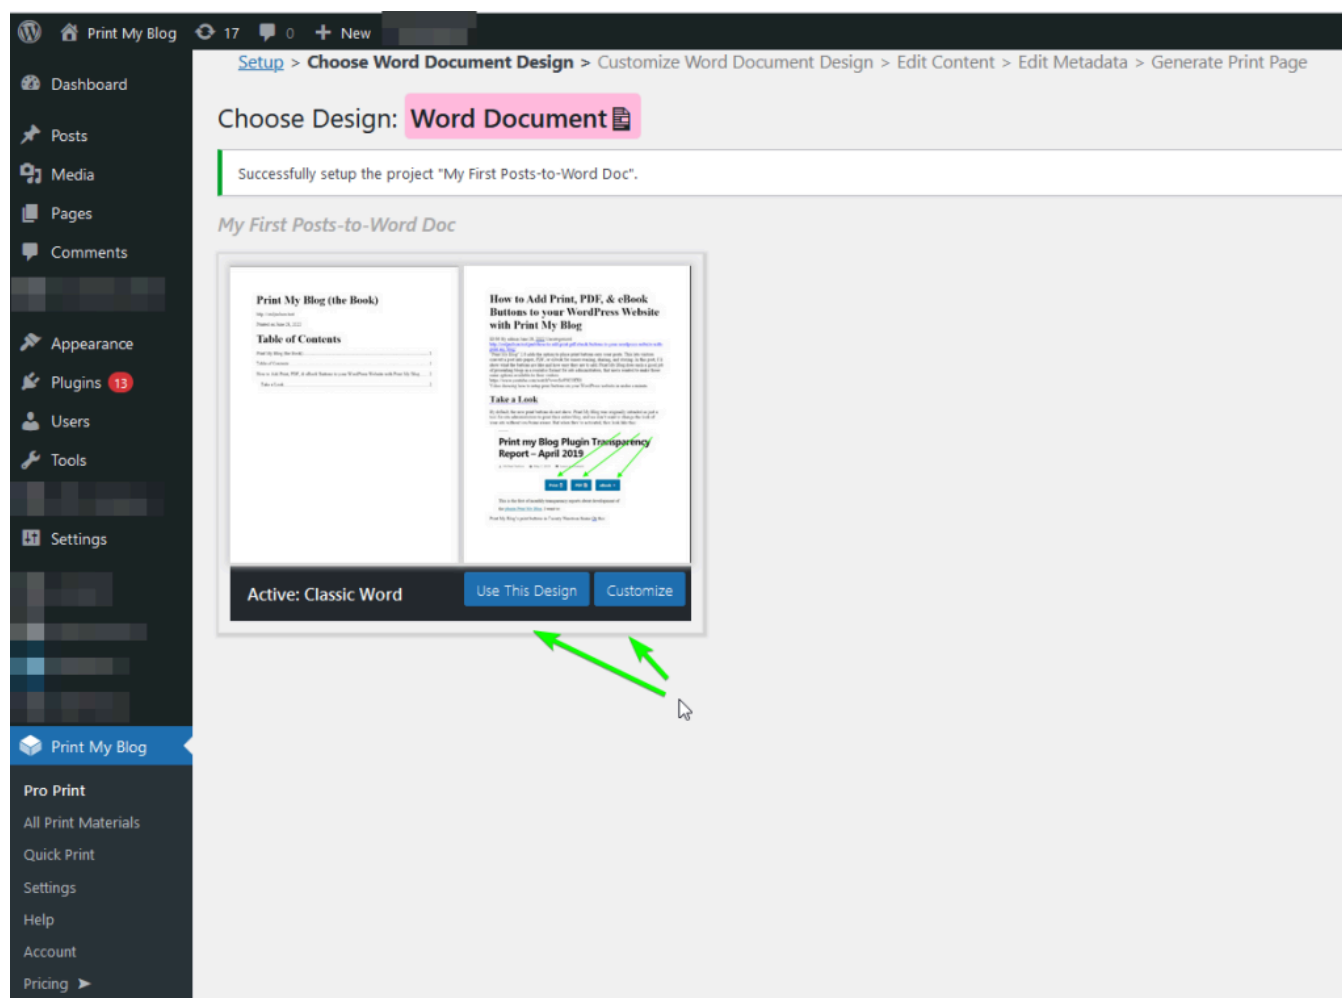 Print My Blog 17 0 New
Setup > Choose Word Document Design > Customize Word Document Design > Edit Content > Edit Metadata > Generate Print Page
Dashboard
Posts
Media
Pages
Comments
Appearance
Plugins 13
Users
Tools
Settings
Print My Blog
Pro Print
All Print Materials
Quick Print
Settings
Help
Account
Pricing ➤
Choose Design: Word Document
Successfully setup the project "My First Posts-to-Word Doc".
My First Posts-to-Word Doc
Print My Blog (the Book)
Table of Contents
How to Add Print, PDF, & eBook
Buttons to your WordPress Website
with Print My Blog
Take a Look
Print my Blog Plugin Transparency
Report – April 2019
Active: Classic Word
Use This Design
Customize